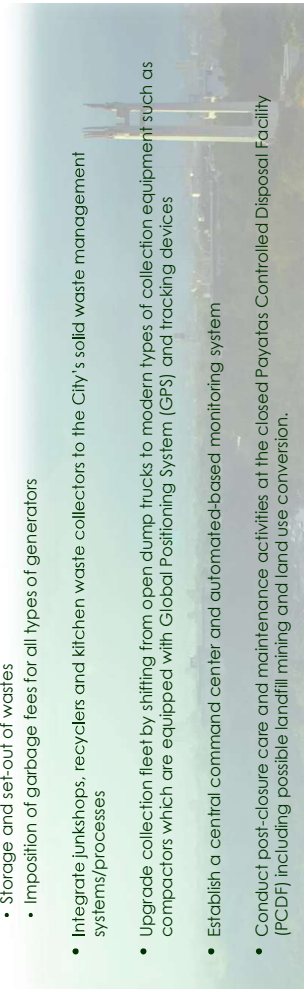 • Storage and set-out of wastes
• Imposition of garbage fees for all types of generators
• Integrate junkshops, recyclers and kitchen waste collectors to the City's solid waste management
systems/processes
• Upgrade collection fleet by shifting from open dump trucks to modern types of collection equipment such as
compactors which are equipped with Global Positioning System (GPS) and tracking devices
• Establish a central command center and automated-based monitoring system
• Conduct post-closure care and maintenance activities at the closed Payatas Controlled Disposal Facility
(PCDF) including possible landfill mining and land use conversion.